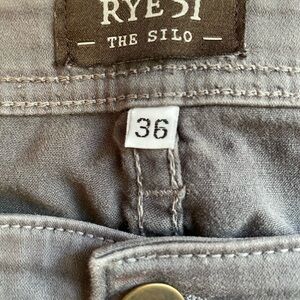 RYE 51
— THE SILO —
36